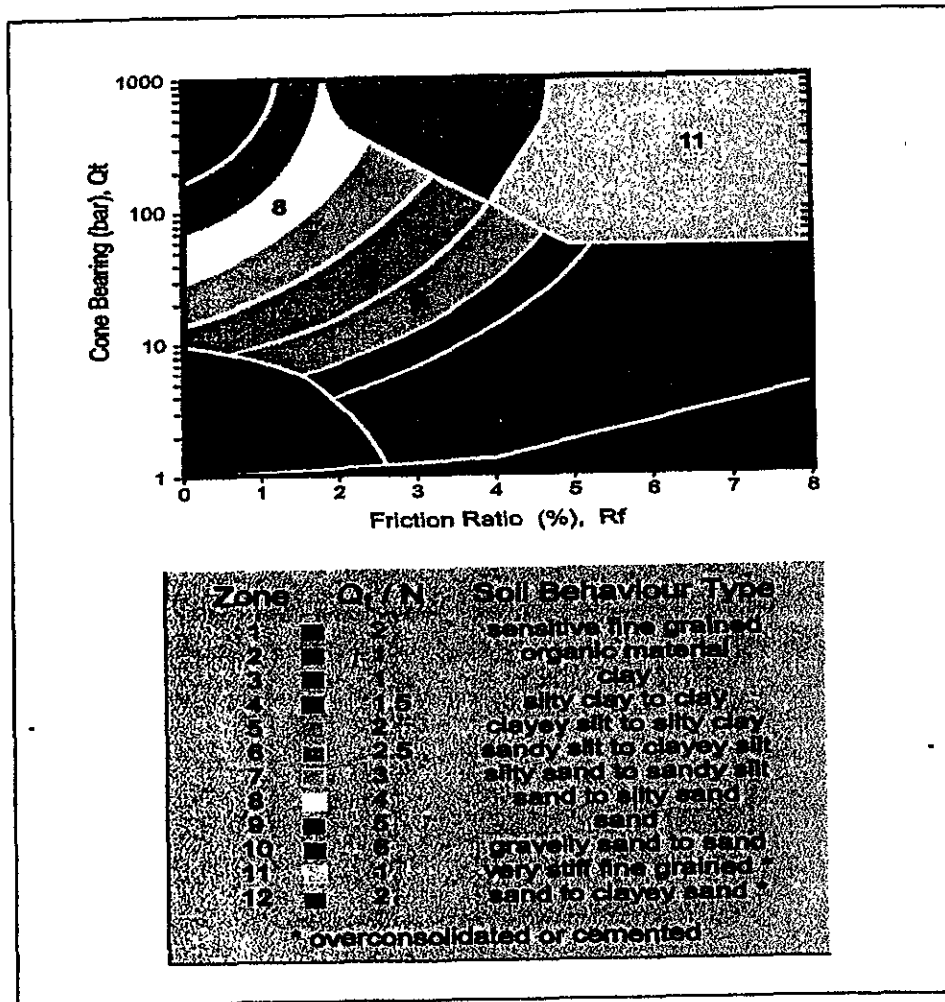 1000
100
10
1
Cone Bearing (bar), Qt
8
11
0 1 2 3 4 5 6 7 8
Friction Ratio (%), Rf
Zone Qt / N Soil Behaviour Type
1 2 sensitive fine grained
2 1 organic material
3 1 clay
4 1.5 silty clay to clay
5 2 clayey silt to silty clay
6 2.5 sandy silt to clayey silt
7 3 silty sand to sandy silt
8 4 sand to silty sand
9 5 sand
10 6 gravelly sand to sand
11 1 very stiff fine grained *
12 2 sand to clayey sand *
* overconsolidated or cemented